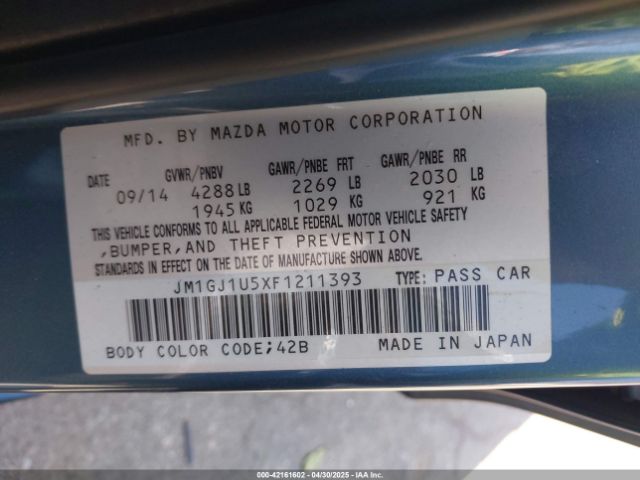 MFD. BY MAZDA MOTOR CORPORATION
DATE GVWR/PNBV GAWR/PNBE FRT GAWR/PNBE RR
09/14 4288 LB 2269 LB 2030 LB
1945 KG 1029 KG 921 KG
THIS VEHICLE CONFORMS TO ALL APPLICABLE FEDERAL MOTOR VEHICLE SAFETY
,BUMPER,AND THEFT PREVENTION
STANDARDS IN EFFECT ON THE DATE OF MANUFACTURE SHOWN ABOVE.
JM1GJ1U5XF1211393 TYPE: PASS CAR
BODY COLOR CODE;42B MADE IN JAPAN
000-42161602 - 04/30/2025 - IAA Inc.